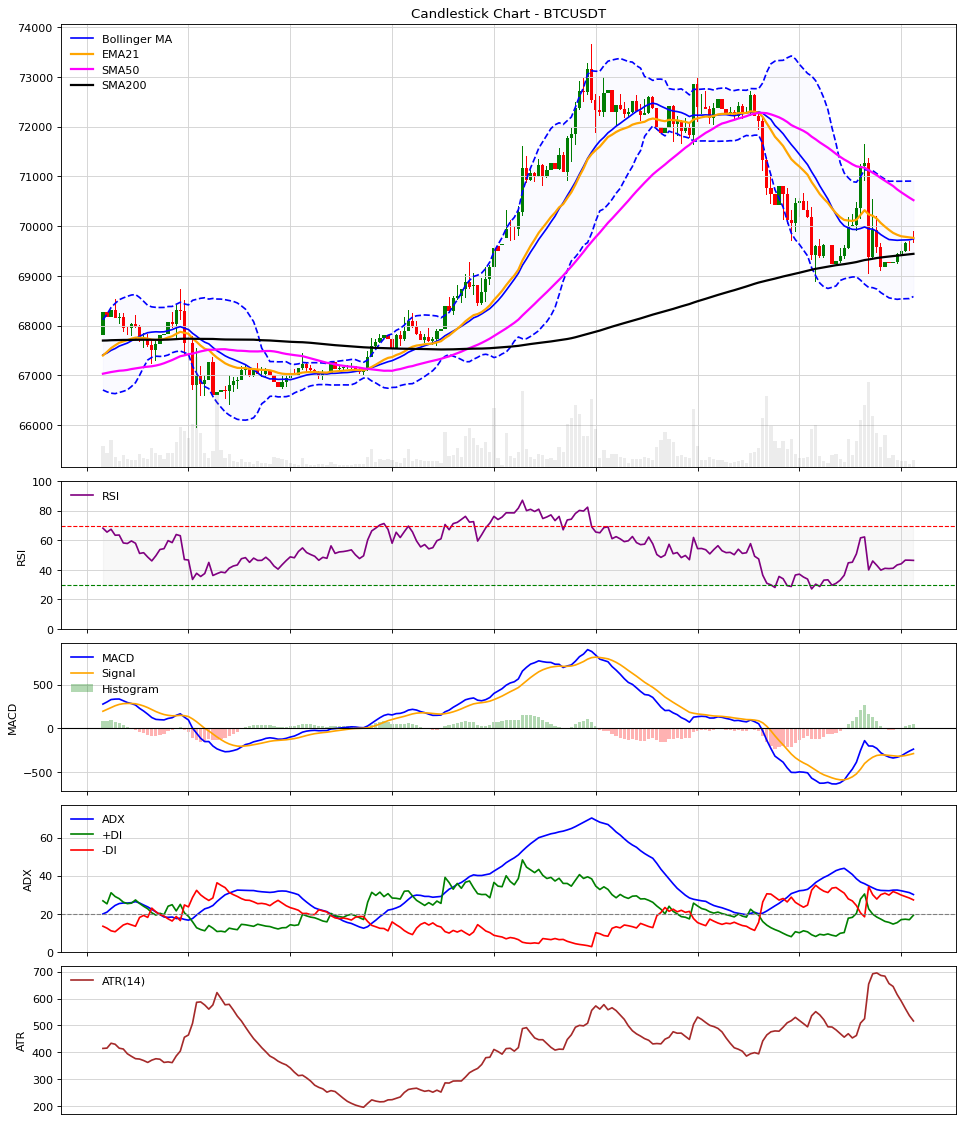 Candlestick Chart - BTCUSDT
74000
73000
72000
71000
70000
69000
68000
67000
66000
Bollinger MA
EMA21
SMA50
SMA200
100
80
60
40
20
0
RSI
RSI
500
0
−500
MACD
MACD
Signal
Histogram
60
40
20
0
ADX
ADX
+DI
-DI
700
600
500
400
300
200
ATR
ATR(14)